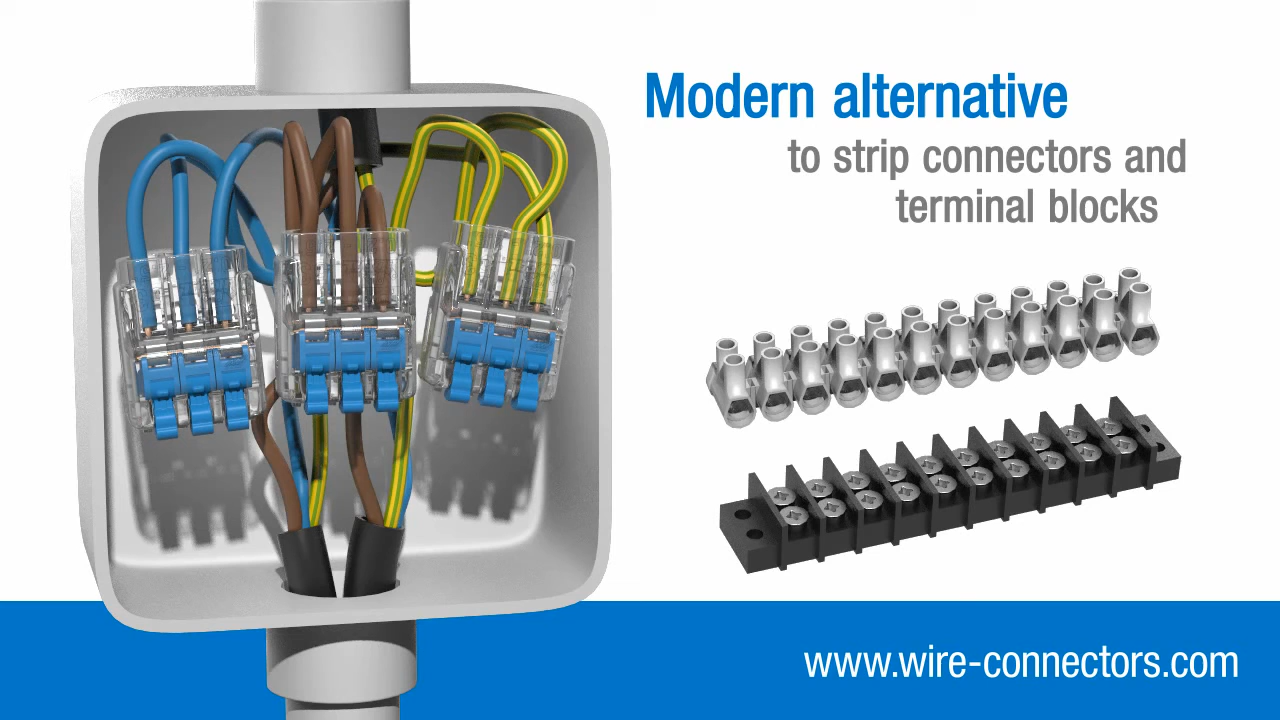 Modern alternative
to strip connectors and
terminal blocks
www.wire-connectors.com